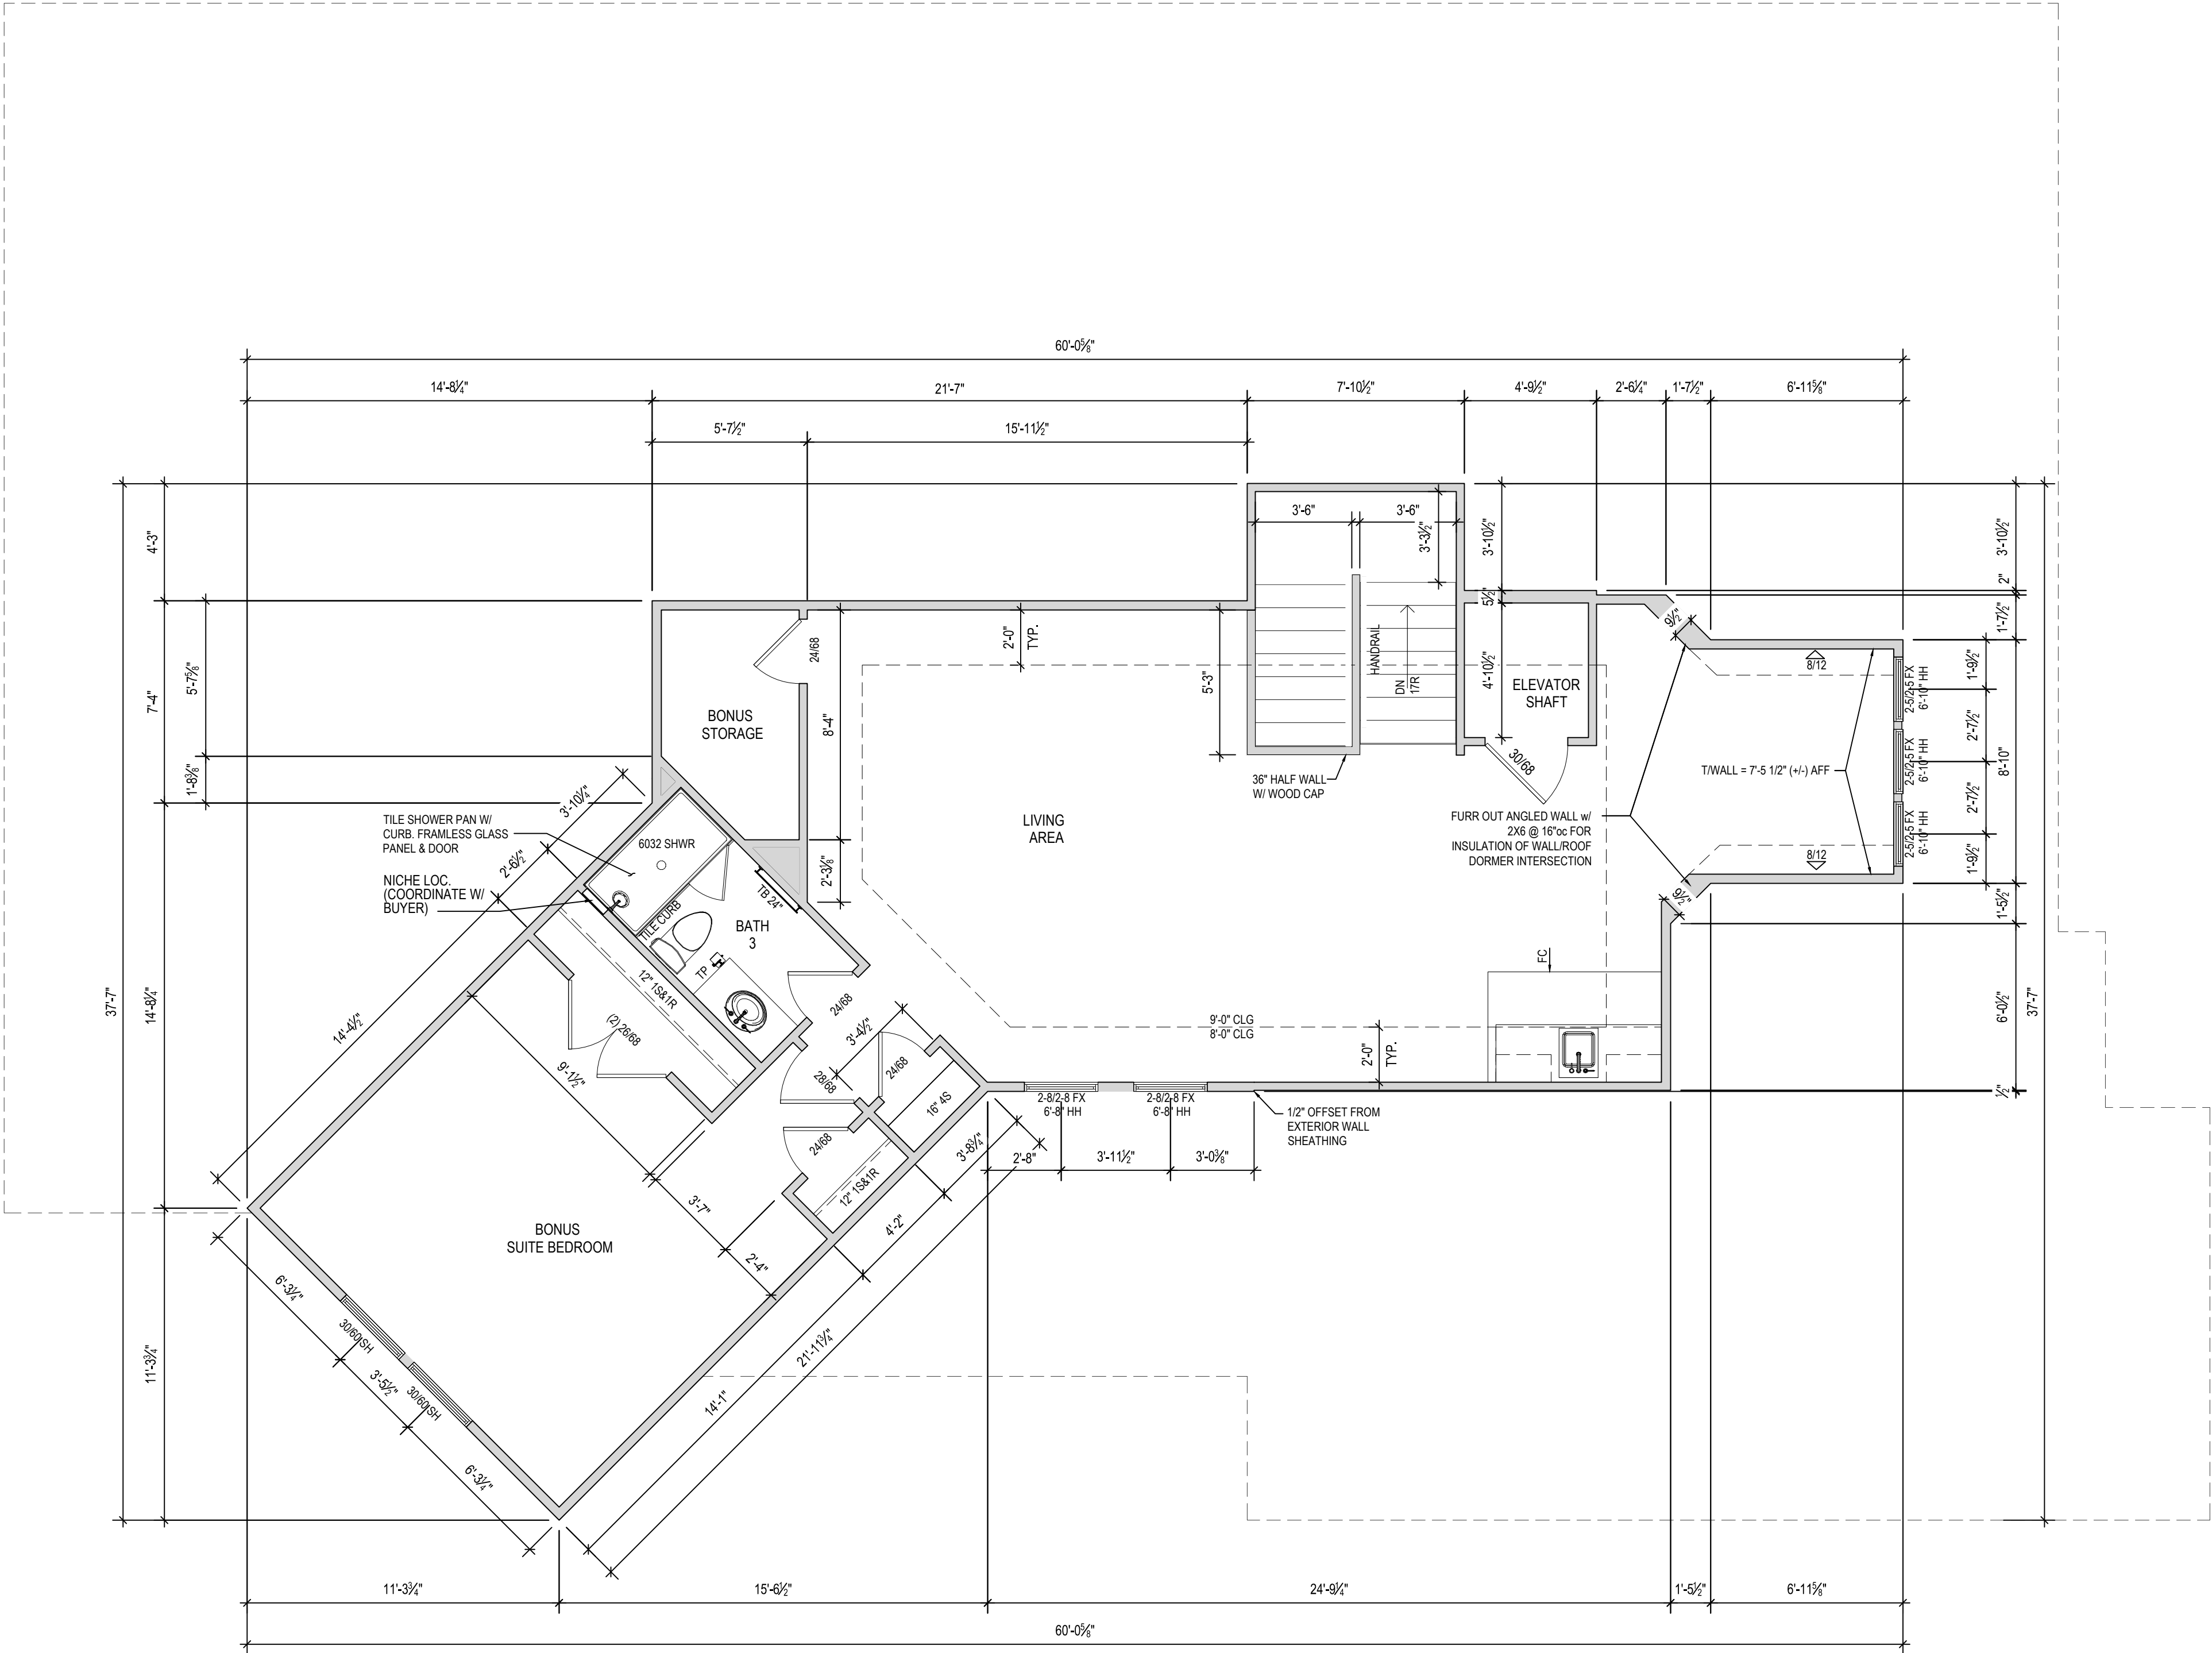 60'-0⅝"
14'-8¼"
21'-7"
7'-10½"
4'-9½"
2'-6¼"
1'-7½"
6'-11⅝"
5'-7½"
15'-11½"
4'-3"
3'-6"
3'-6"
3'-3½"
3'-10½"
3'-10½"
2"
5½"
9½"
1'-7½"
7'-4"
5'-7⅝"
24/68
2'-0"
TYP.
HANDRAIL
DN
17R
5'-3"
4'-10½"
ELEVATOR
SHAFT
8/12
2-5/2-5 FX
6'-10" HH
1'-9½"
BONUS
STORAGE
8'-4"
2-5/2-5 FX
6'-10" HH
2'-7½"
8'-10"
30/68
36" HALF WALL
W/ WOOD CAP
T/WALL = 7'-5 1/2" (+/-) AFF
1'-8⅜"
3'-10¼"
TILE SHOWER PAN W/
CURB. FRAMLESS GLASS
PANEL & DOOR
6032 SHWR
LIVING
AREA
FURR OUT ANGLED WALL w/
2X6 @ 16"oc FOR
INSULATION OF WALL/ROOF
DORMER INTERSECTION
2-5/2-5 FX
6'-10" HH
2'-7½"
8/12
1'-9½"
2'-6½"
2'-3⅛"
NICHE LOC.
(COORDINATE W/
BUYER)
TB 24"
TILE CURB
BATH
3
9½"
1'-5½"
TP
12" 1S&1R
FC
37'-7"
14'-8¼"
24/68
6'-0½"
37'-7"
14'-4½"
(2) 26/68
3'-4½"
9'-0" CLG
8'-0" CLG
2'-0"
TYP.
9'-1½"
28/68
24/68
16" 4S
½"
2-8/2-8 FX
6'-8" HH
2-8/2-8 FX
6'-8" HH
1/2" OFFSET FROM
EXTERIOR WALL
SHEATHING
24/68
3'-8¾"
2'-8"
3'-11½"
3'-0⅜"
12" 1S&1R
3'-7"
4'-2"
BONUS
SUITE BEDROOM
2'-4"
6'-3¼"
30/60 SH
11'-3¾"
21'-11¾"
3'-5½"
30/60 SH
14'-1"
6'-3¼"
11'-3¾"
15'-6½"
24'-9¼"
1'-5½"
6'-11⅝"
60'-0⅝"